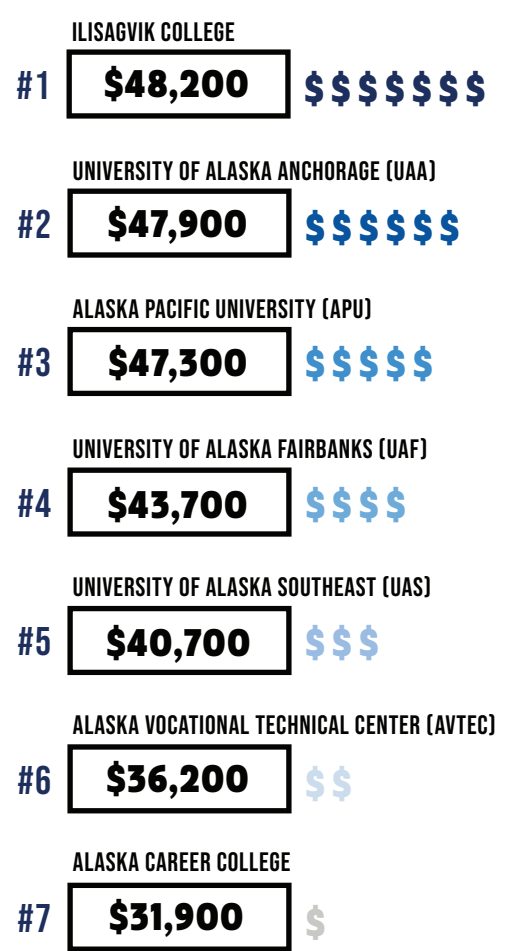 ILISAGVIK COLLEGE
#1 $48,200 $$$$$$$
UNIVERSITY OF ALASKA ANCHORAGE (UAA)
#2 $47,900 $$$$$$
ALASKA PACIFIC UNIVERSITY (APU)
#3 $47,300 $$$$$
UNIVERSITY OF ALASKA FAIRBANKS (UAF)
#4 $43,700 $$$$
UNIVERSITY OF ALASKA SOUTHEAST (UAS)
#5 $40,700 $$$
ALASKA VOCATIONAL TECHNICAL CENTER (AVTEC)
#6 $36,200 $$
ALASKA CAREER COLLEGE
#7 $31,900 $